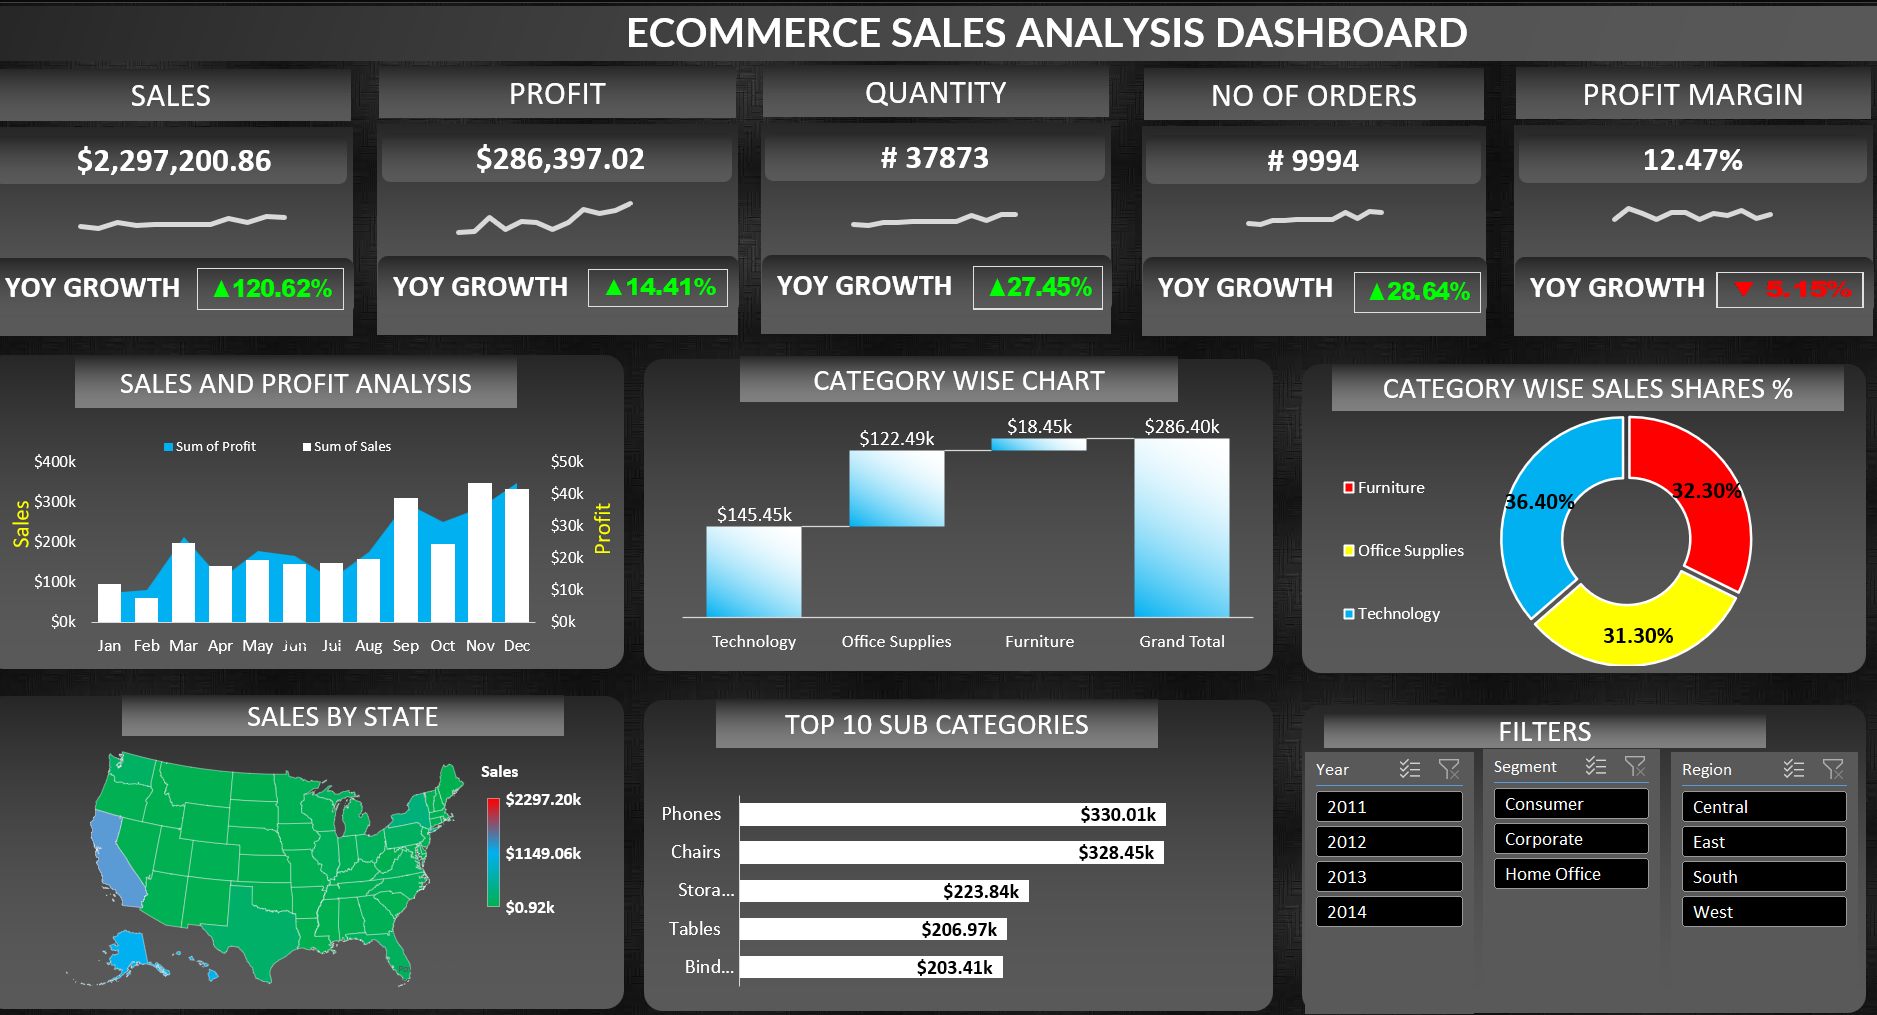 ECOMMERCE SALES ANALYSIS DASHBOARD
SALES
$2,297,200.86
YOY GROWTH ▲120.62%
PROFIT
$286,397.02
YOY GROWTH ▲14.41%
QUANTITY
# 37873
YOY GROWTH ▲27.45%
NO OF ORDERS
# 9994
YOY GROWTH ▲28.64%
PROFIT MARGIN
12.47%
YOY GROWTH ▼ 5.15%
SALES AND PROFIT ANALYSIS
Sum of Profit Sum of Sales
Sales
$400k
$300k
$200k
$100k
$0k
$50k
$40k
$30k
$20k
$10k
$0k
Profit
Jan Feb Mar Apr May Jun Jul Aug Sep Oct Nov Dec
CATEGORY WISE CHART
$145.45k
$122.49k
$18.45k
$286.40k
Technology Office Supplies Furniture Grand Total
CATEGORY WISE SALES SHARES %
Furniture
Office Supplies
Technology
36.40%
32.30%
31.30%
SALES BY STATE
Sales
$2297.20k
$1149.06k
$0.92k
TOP 10 SUB CATEGORIES
Phones $330.01k
Chairs $328.45k
Stora... $223.84k
Tables $206.97k
Bind... $203.41k
FILTERS
Year
2011
2012
2013
2014
Segment
Consumer
Corporate
Home Office
Region
Central
East
South
West